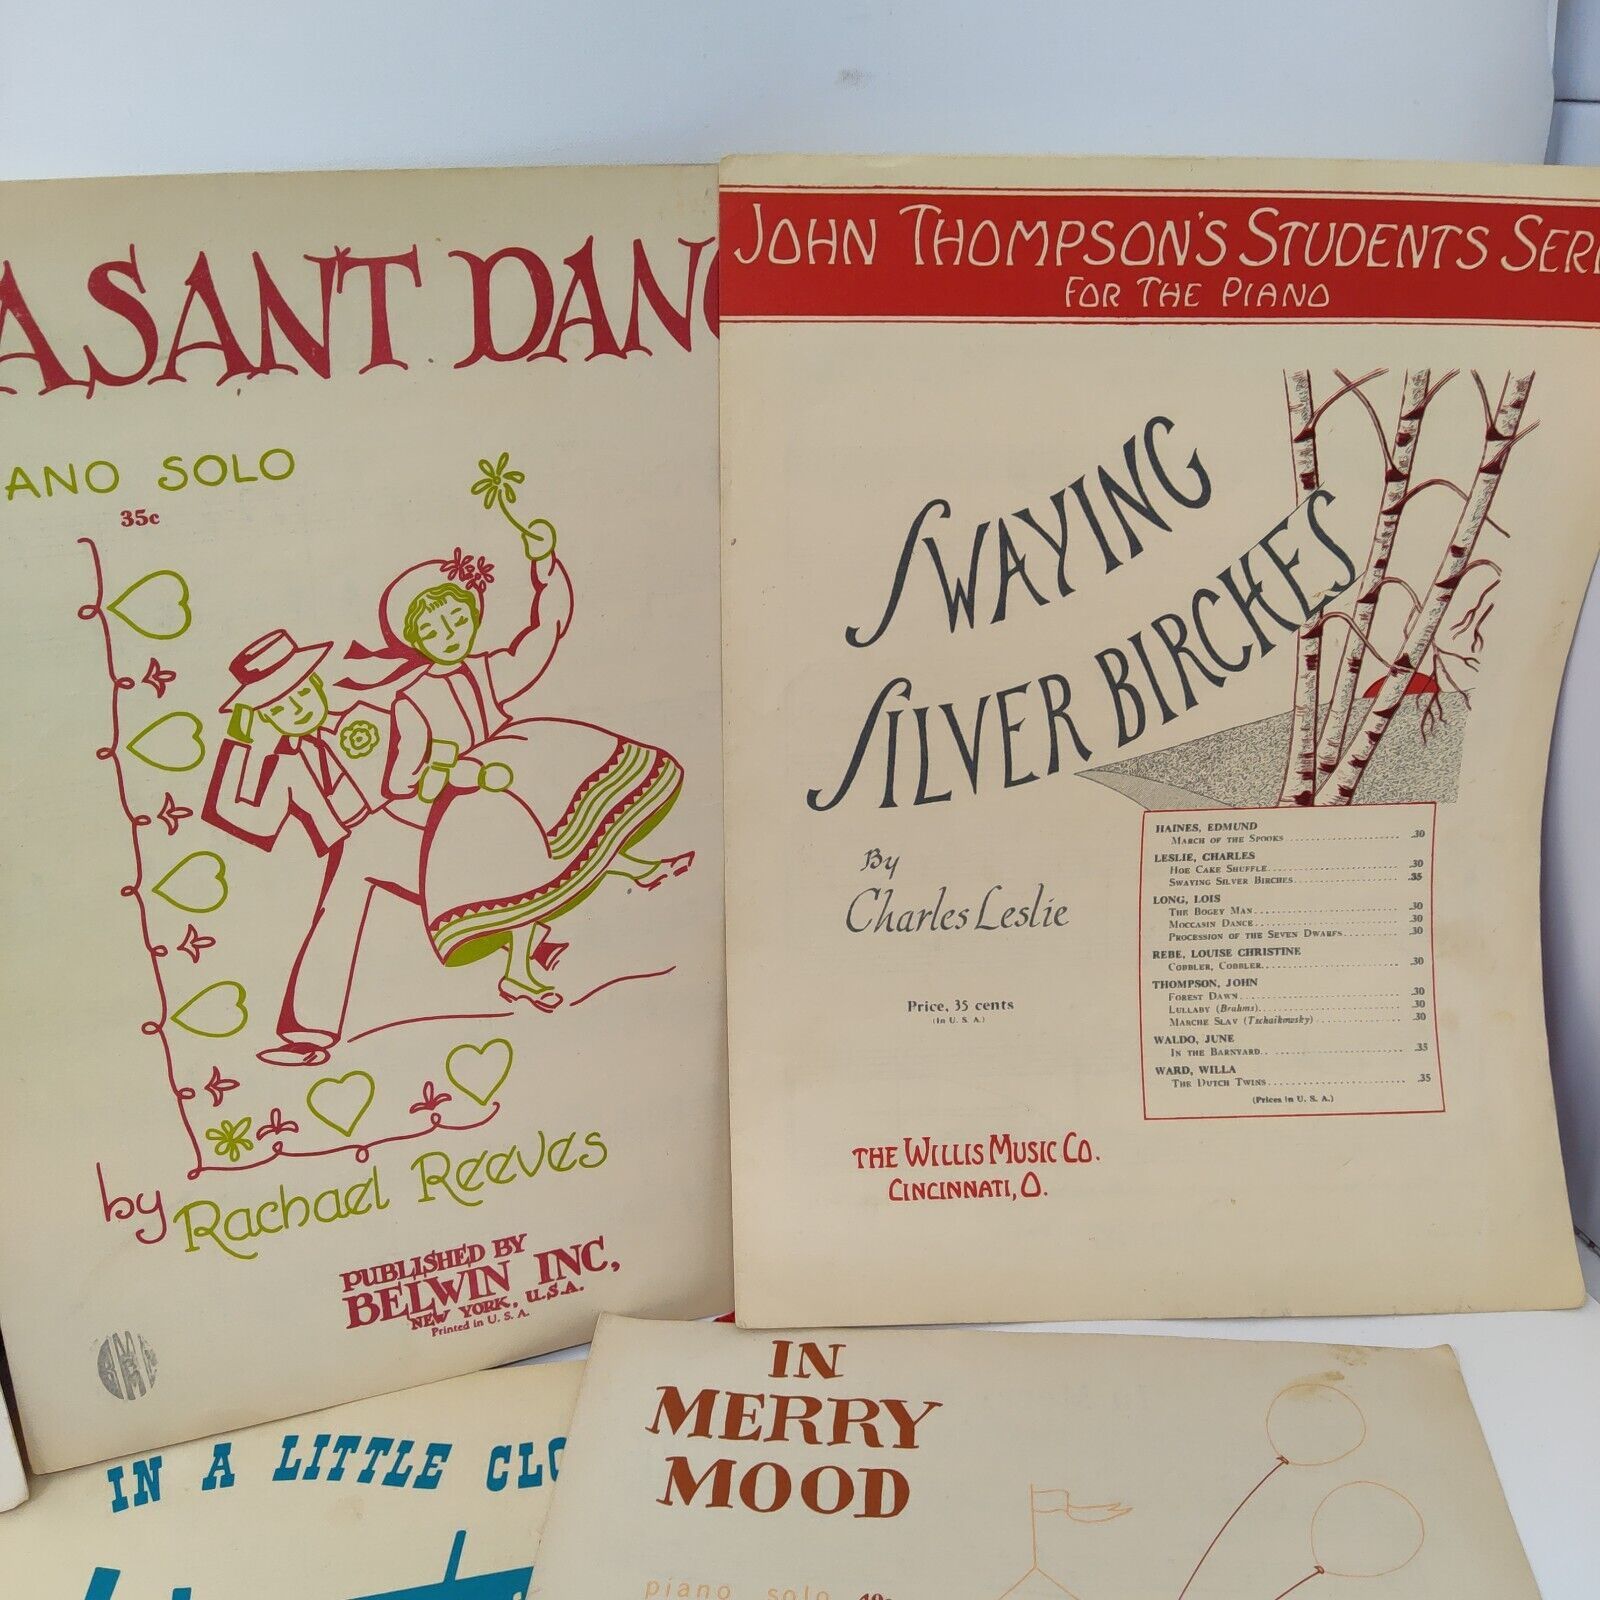 ASANT DANC
ANO SOLO
35c
by Rachael Reeves
PUBLISHED BY
BELWIN INC,
NEW YORK, U.S.A.
Printed in U. S. A.
JOHN THOMPSON'S STUDENTS SERI
FOR THE PIANO
SWAYING
SILVER BIRCHES
By
Charles Leslie
Price, 35 cents
(In U. S. A.)
HAINES, EDMUND
MARCH OF THE SPOOKS .30
LESLIE, CHARLES
HOE CAKE SHUFFLE .30
SWAYING SILVER BIRCHES .35
LONG, LOIS
THE BOGEY MAN .30
MOCCASIN DANCE .30
PROCESSION OF THE SEVEN DWARFS .30
REBE, LOUISE CHRISTINE
COBBLER, COBBLER .30
THOMPSON, JOHN
FOREST DAWN .30
LULLABY (Brahms) .30
MARCHE SLAV (Tschaikowsky) .30
WALDO, JUNE
IN THE BARNYARD .35
WARD, WILLA
THE DUTCH TWINS .35
(Prices in U. S. A.)
THE WILLIS MUSIC CO.
CINCINNATI, O.
IN A LITTLE CLO
IN
MERRY
MOOD
piano solo